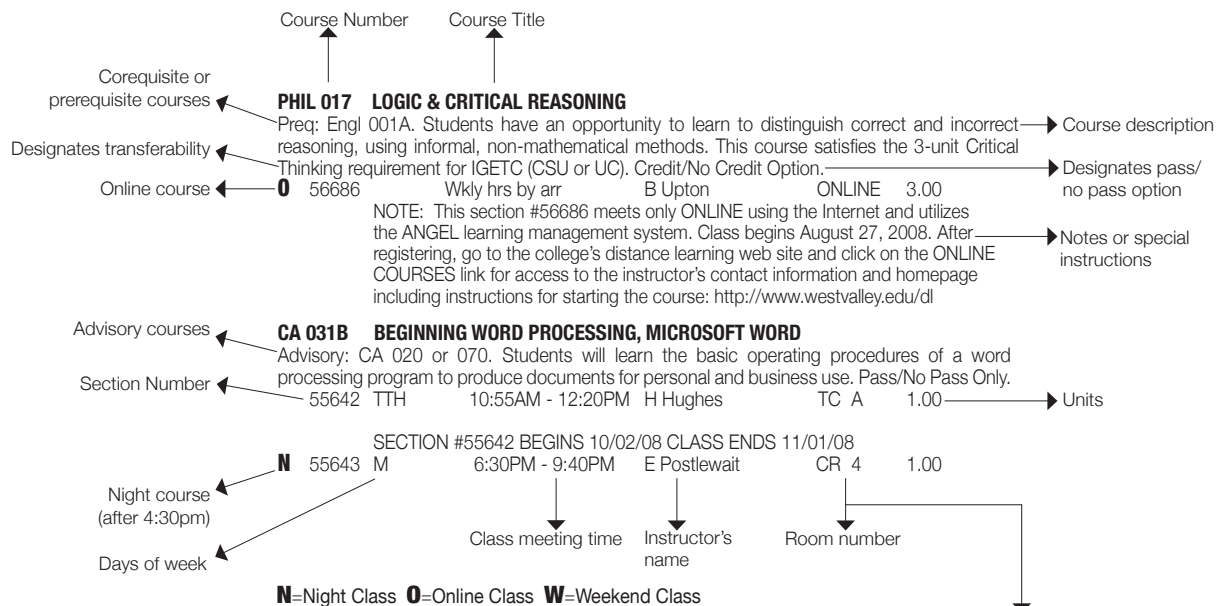 Course Number Course Title
Corequisite or
prerequisite courses
PHIL 017 LOGIC & CRITICAL REASONING
Preq: Engl 001A. Students have an opportunity to learn to distinguish correct and incorrect
Course description
reasoning, using informal, non-mathematical methods. This course satisfies the 3-unit Critical
Designates transferability
Thinking requirement for IGETC (CSU or UC). Credit/No Credit Option.
Designates pass/
no pass option
Online course
O 56686 Wkly hrs by arr B Upton ONLINE 3.00
NOTE: This section #56686 meets only ONLINE using the Internet and utilizes
the ANGEL learning management system. Class begins August 27, 2008. After
registering, go to the college's distance learning web site and click on the ONLINE
COURSES link for access to the instructor's contact information and homepage
including instructions for starting the course: http://www.westvalley.edu/dl
Notes or special
instructions
Advisory courses
CA 031B BEGINNING WORD PROCESSING, MICROSOFT WORD
Advisory: CA 020 or 070. Students will learn the basic operating procedures of a word
processing program to produce documents for personal and business use. Pass/No Pass Only.
Section Number
55642 TTH 10:55AM - 12:20PM H Hughes TC A 1.00
Units
SECTION #55642 BEGINS 10/02/08 CLASS ENDS 11/01/08
N 55643 M 6:30PM - 9:40PM E Postlewait CR 4 1.00
Night course
(after 4:30pm)
Days of week
Class meeting time
Instructor's
name
Room number
N=Night Class O=Online Class W=Weekend Class